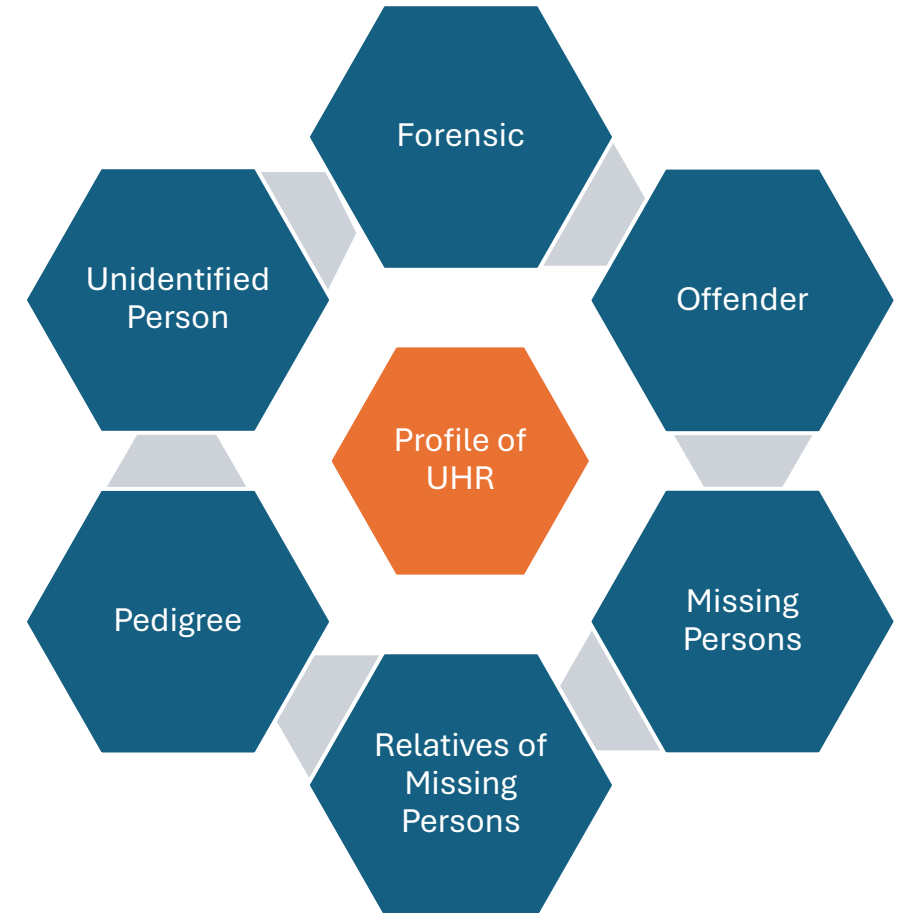 Forensic
Offender
Missing
Persons
Relatives of
Missing
Persons
Pedigree
Unidentified
Person
Profile of
UHR